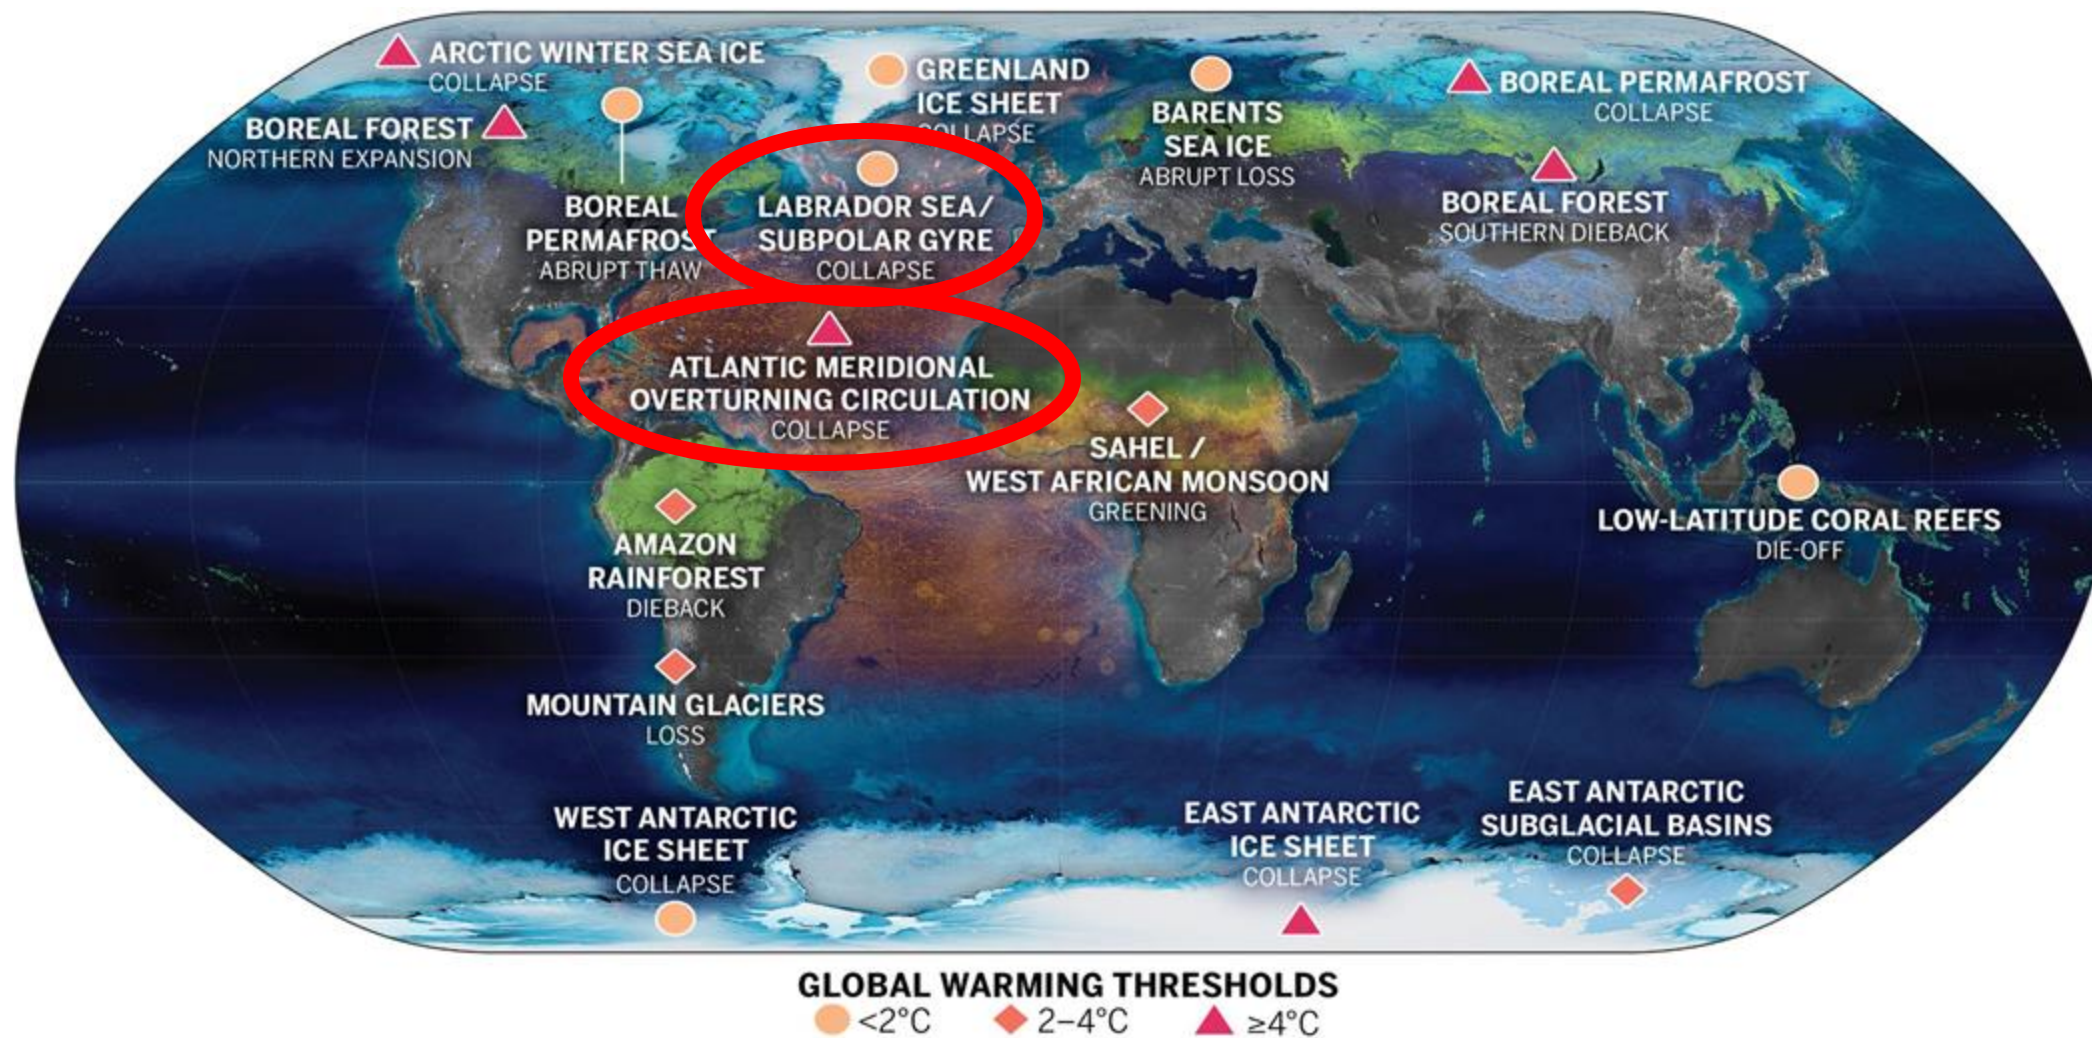 ARCTIC WINTER SEA ICE
COLLAPSE
BOREAL FOREST
NORTHERN EXPANSION
BOREAL
PERMAFROST
ABRUPT THAW
GREENLAND
ICE SHEET
COLLAPSE
LABRADOR SEA/
SUBPOLAR GYRE
COLLAPSE
BARENTS
SEA ICE
ABRUPT LOSS
BOREAL PERMAFROST
COLLAPSE
BOREAL FOREST
SOUTHERN DIEBACK
ATLANTIC MERIDIONAL
OVERTURNING CIRCULATION
COLLAPSE
SAHEL /
WEST AFRICAN MONSOON
GREENING
LOW-LATITUDE CORAL REEFS
DIE-OFF
AMAZON
RAINFOREST
DIEBACK
MOUNTAIN GLACIERS
LOSS
WEST ANTARCTIC
ICE SHEET
COLLAPSE
EAST ANTARCTIC
ICE SHEET
COLLAPSE
EAST ANTARCTIC
SUBGLACIAL BASINS
COLLAPSE
GLOBAL WARMING THRESHOLDS
<2°C 2–4°C ≥4°C